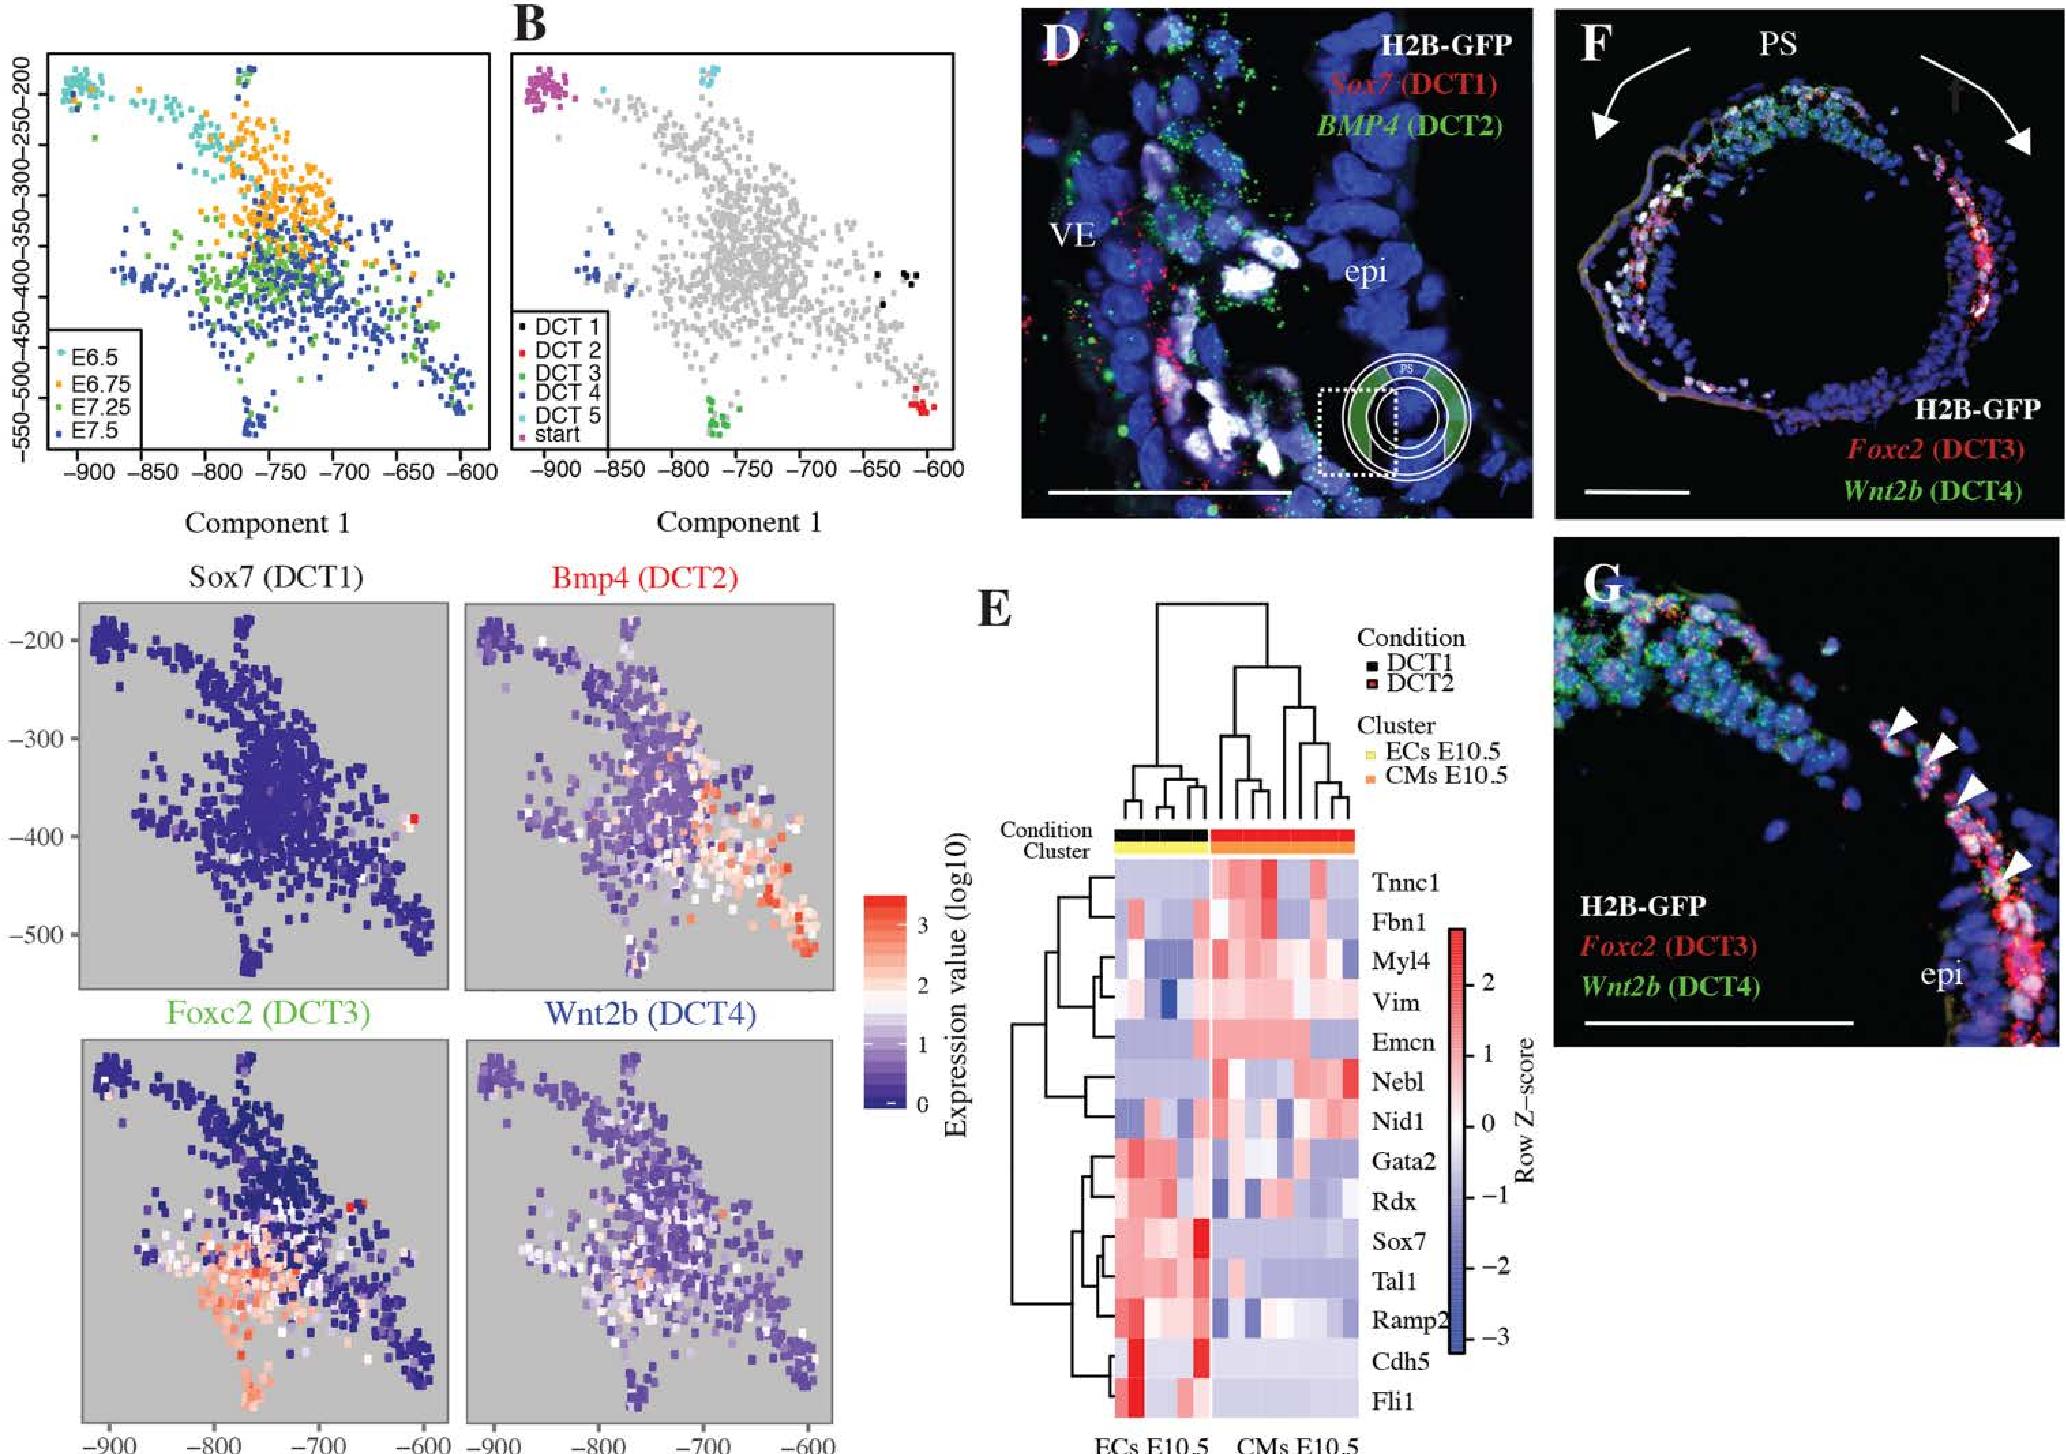 B
−550−500−450−400−350−300−250−200
E6.5
E6.75
E7.25
E7.5
−900 −850 −800 −750 −700 −650 −600
Component 1
DCT 1
DCT 2
DCT 3
DCT 4
DCT 5
start
−900 −850 −800 −750 −700 −650 −600
Component 1
D
H2B-GFP
Sox7 (DCT1)
BMP4 (DCT2)
VE
epi
PS
F
PS
H2B-GFP
Foxc2 (DCT3)
Wnt2b (DCT4)
Sox7 (DCT1)
Bmp4 (DCT2)
−200
−300
−400
−500
Foxc2 (DCT3)
Wnt2b (DCT4)
−900 −800 −700 −600
−900 −800 −700 −600
3
2
1
0
Expression value (log10)
E
Condition
DCT1
DCT2
Cluster
ECs E10.5
CMs E10.5
Condition
Cluster
Tnnc1
Fbn1
Myl4
Vim
Emcn
Nebl
Nid1
Gata2
Rdx
Sox7
Tal1
Ramp2
Cdh5
Fli1
ECs E10.5 CMs E10.5
2
1
0
−1
−2
−3
Row Z−score
G
H2B-GFP
Foxc2 (DCT3)
Wnt2b (DCT4)
epi